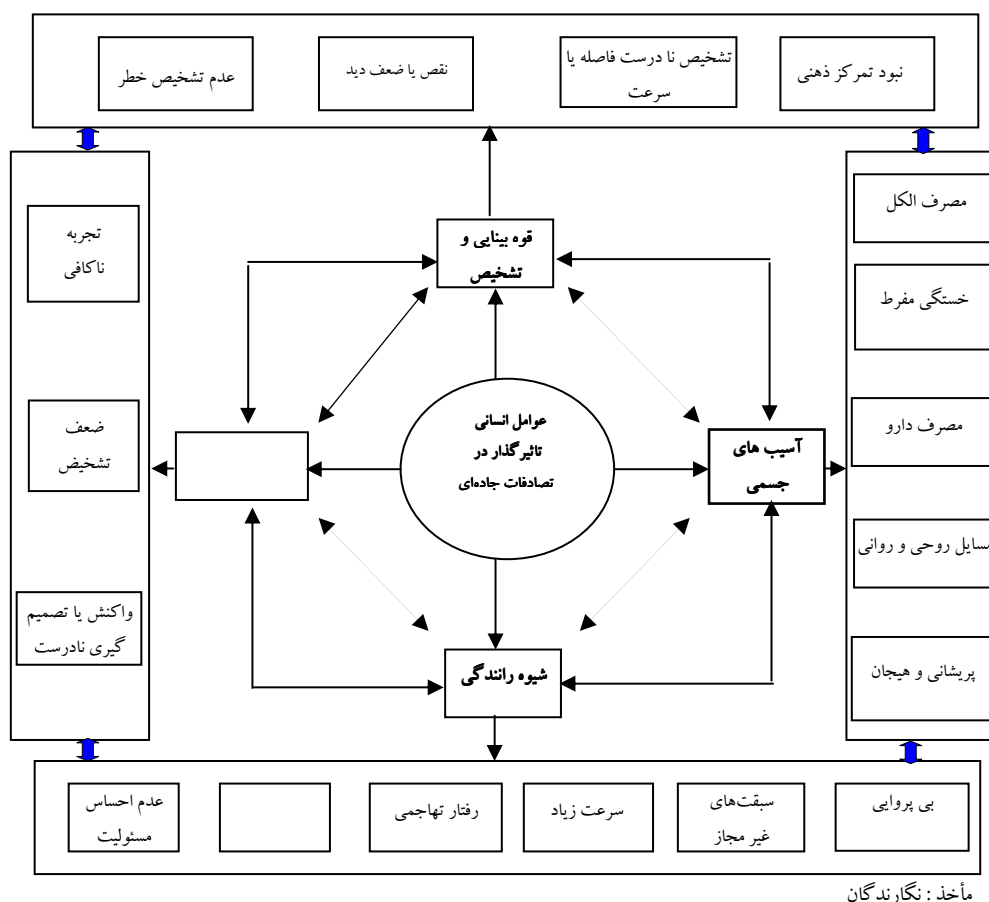 نبود تمرکز ذهنی
تشخیص نا درست فاصله یا
سرعت
نقص یا ضعف دید
عدم تشخیص خطر
مصرف الکل
خستگی مفرط
مصرف دارو
مسایل روحی و روانی
پریشانی و هیجان
قوه بینایی و
تشخیص
عوامل انسانی
تاثیرگذار در
تصادفات جاده‌ای
آسیب های
جسمی
شیوه رانندگی
تجربه
ناکافی
ضعف
تشخیص
واکنش یا تصمیم
گیری نادرست
بی پروایی
سبقت‌های
غیر مجاز
سرعت زیاد
رفتار تهاجمی
عدم احساس
مسئولیت
مأخذ : نگارندگان